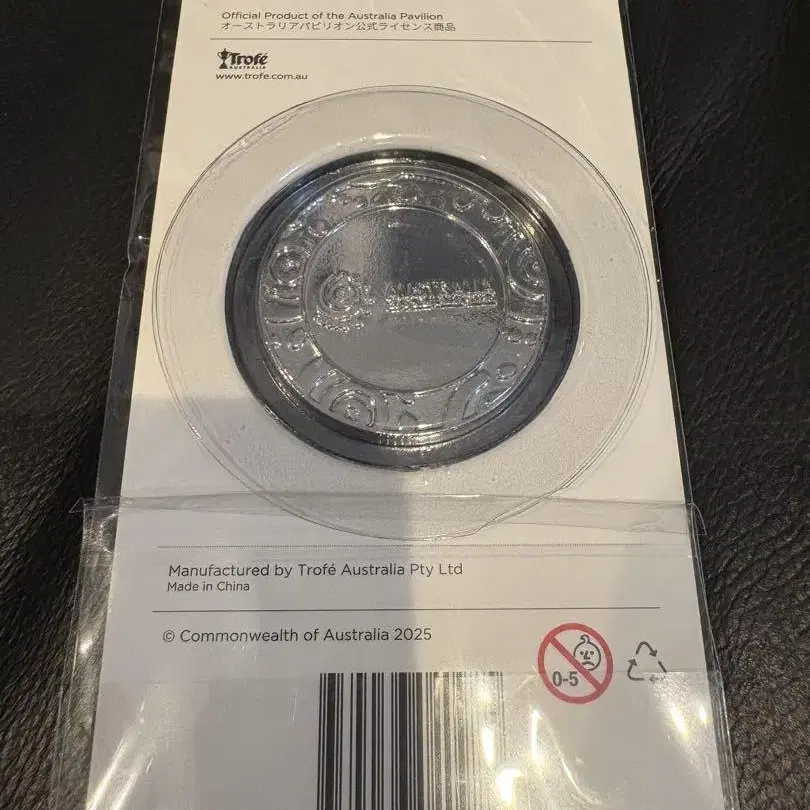 Official Product of the Australia Pavilion
オーストラリアパビリオン公式ライセンス商品
Trofé
AUSTRALIA
www.trofe.com.au
AUSTRALIA
Manufactured by Trofé Australia Pty Ltd
Made in China
© Commonwealth of Australia 2025
0-5